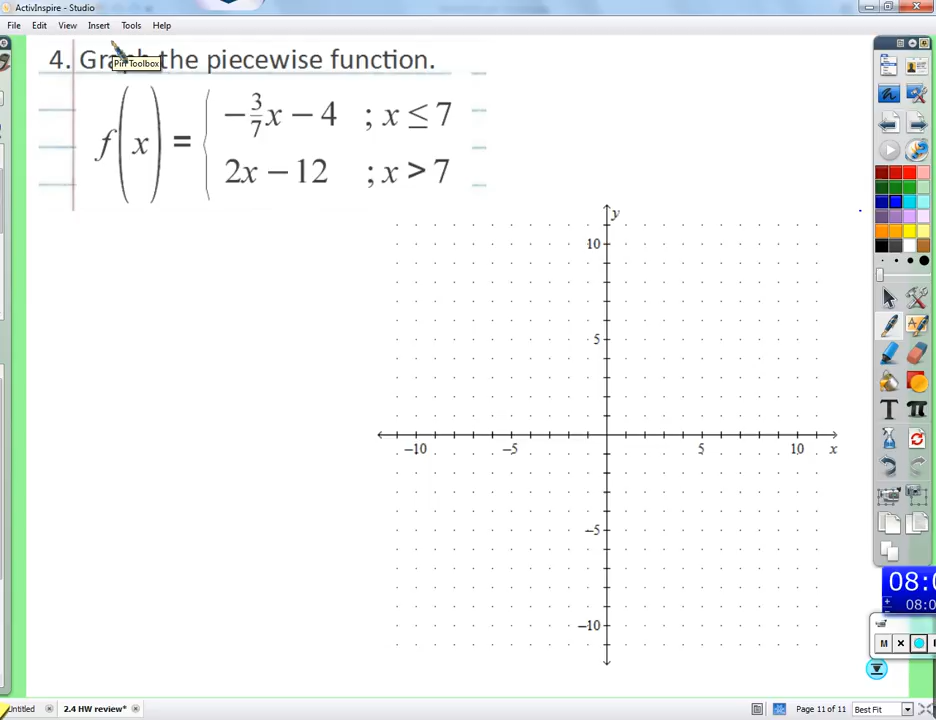 ActivInspire - Studio
File Edit View Insert Tools Help
4. Graph the piecewise function.
Pin Toolbox
f(x) = { -3/7x - 4 ; x ≤ 7
2x - 12 ; x > 7
y
10
5
-10 -5 5 10 x
-5
-10
08:0
08:0
M
Untitled 2.4 HW review* Page 11 of 11 Best Fit